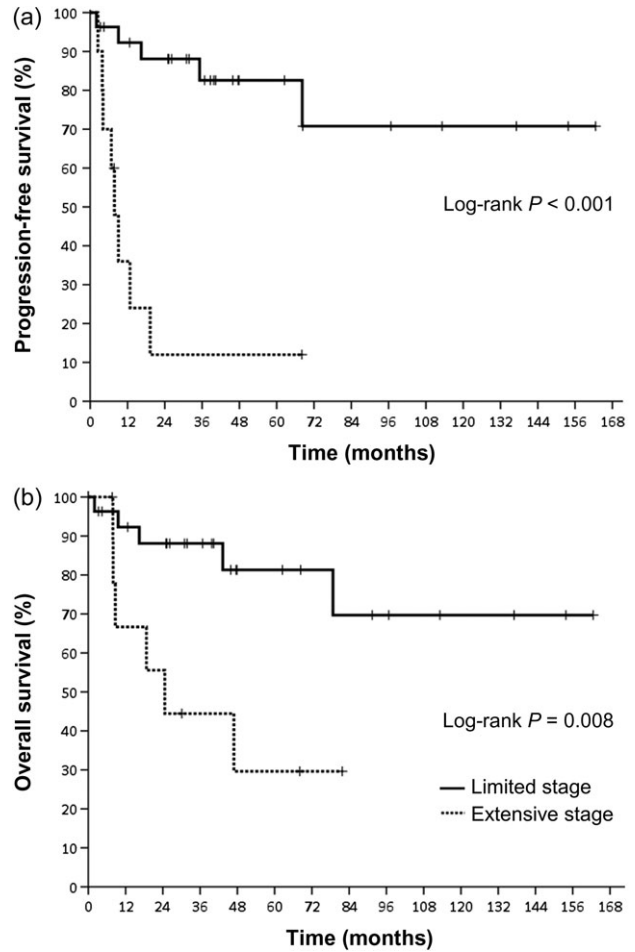 (a)
Progression-free survival (%)
100
90
80
70
60
50
40
30
20
10
0
Log-rank P < 0.001
0 12 24 36 48 60 72 84 96 108 120 132 144 156 168
Time (months)
(b)
Overall survival (%)
100
90
80
70
60
50
40
30
20
10
0
Log-rank P = 0.008
Limited stage
Extensive stage
0 12 24 36 48 60 72 84 96 108 120 132 144 156 168
Time (months)